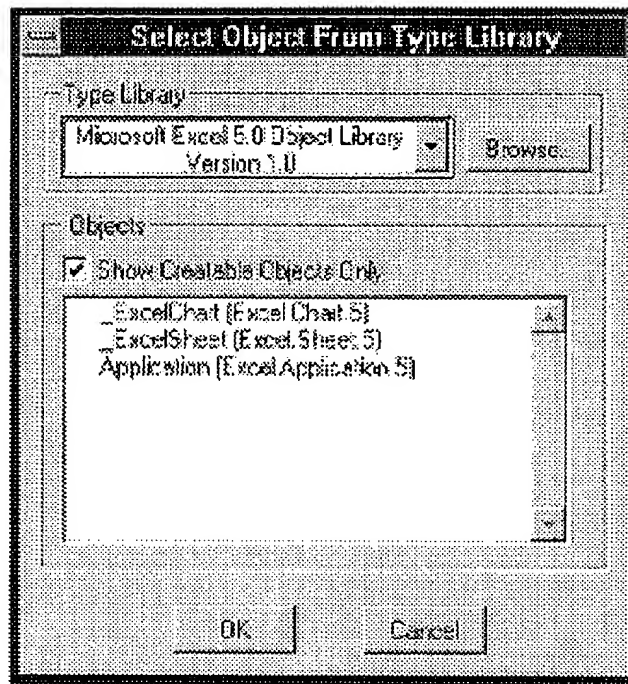 Select Object From Type Library
Type Library
Microsoft Excel 5.0 Object Library
Version 1.0
Browse...
Objects
Show Creatable Objects Only
_ExcelChart (Excel.Chart.5)
_ExcelSheet (Excel.Sheet.5)
Application (Excel.Application.5)
OK
Cancel